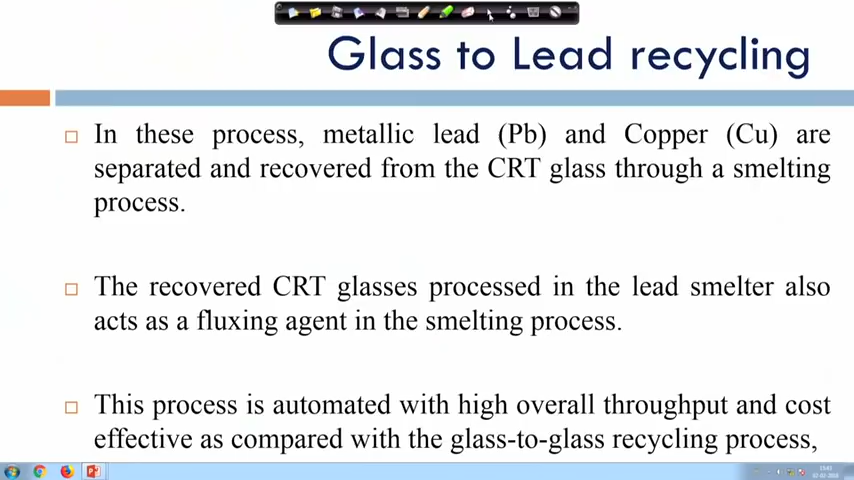 Glass to Lead recycling
In these process, metallic lead (Pb) and Copper (Cu) are
separated and recovered from the CRT glass through a smelting
process.
The recovered CRT glasses processed in the lead smelter also
acts as a fluxing agent in the smelting process.
This process is automated with high overall throughput and cost
effective as compared with the glass-to-glass recycling process,